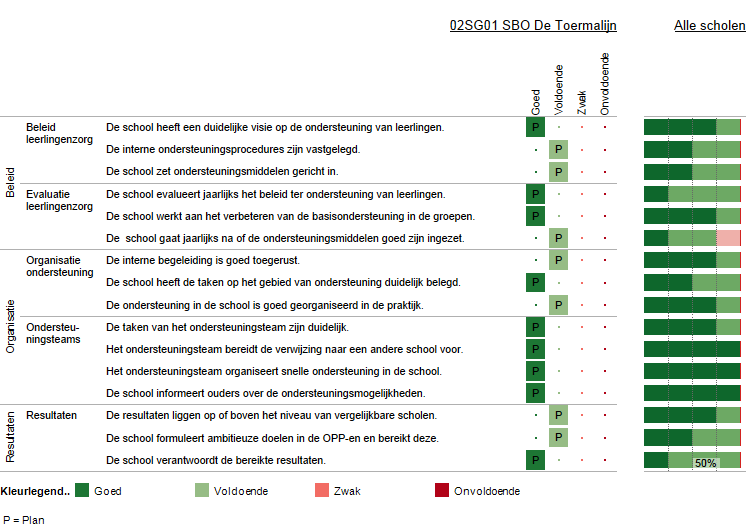 02SG01 SBO De Toermalijn Alle scholen
Goed Voldoende Zwak Onvoldoende
Beleid
Beleid leerlingenzorg
De school heeft een duidelijke visie op de ondersteuning van leerlingen. P
De interne ondersteuningsprocedures zijn vastgelegd. P
De school zet ondersteuningsmiddelen gericht in. P
Evaluatie leerlingenzorg
De school evalueert jaarlijks het beleid ter ondersteuning van leerlingen. P
De school werkt aan het verbeteren van de basisondersteuning in de groepen. P
De school gaat jaarlijks na of de ondersteuningsmiddelen goed zijn ingezet. P
Organisatie
Organisatie ondersteuning
De interne begeleiding is goed toegerust. P
De school heeft de taken op het gebied van ondersteuning duidelijk belegd. P
De ondersteuning in de school is goed georganiseerd in de praktijk. P
Ondersteu-
ningsteams
De taken van het ondersteuningsteam zijn duidelijk. P
Het ondersteuningsteam bereidt de verwijzing naar een andere school voor. P
Het ondersteuningsteam organiseert snelle ondersteuning in de school. P
De school informeert ouders over de ondersteuningsmogelijkheden. P
Resultaten
Resultaten
De resultaten liggen op of boven het niveau van vergelijkbare scholen. P
De school formuleert ambitieuze doelen in de OPP-en en bereikt deze. P
De school verantwoordt de bereikte resultaten. P
50%
Kleurlegend.. Goed Voldoende Zwak Onvoldoende
P = Plan